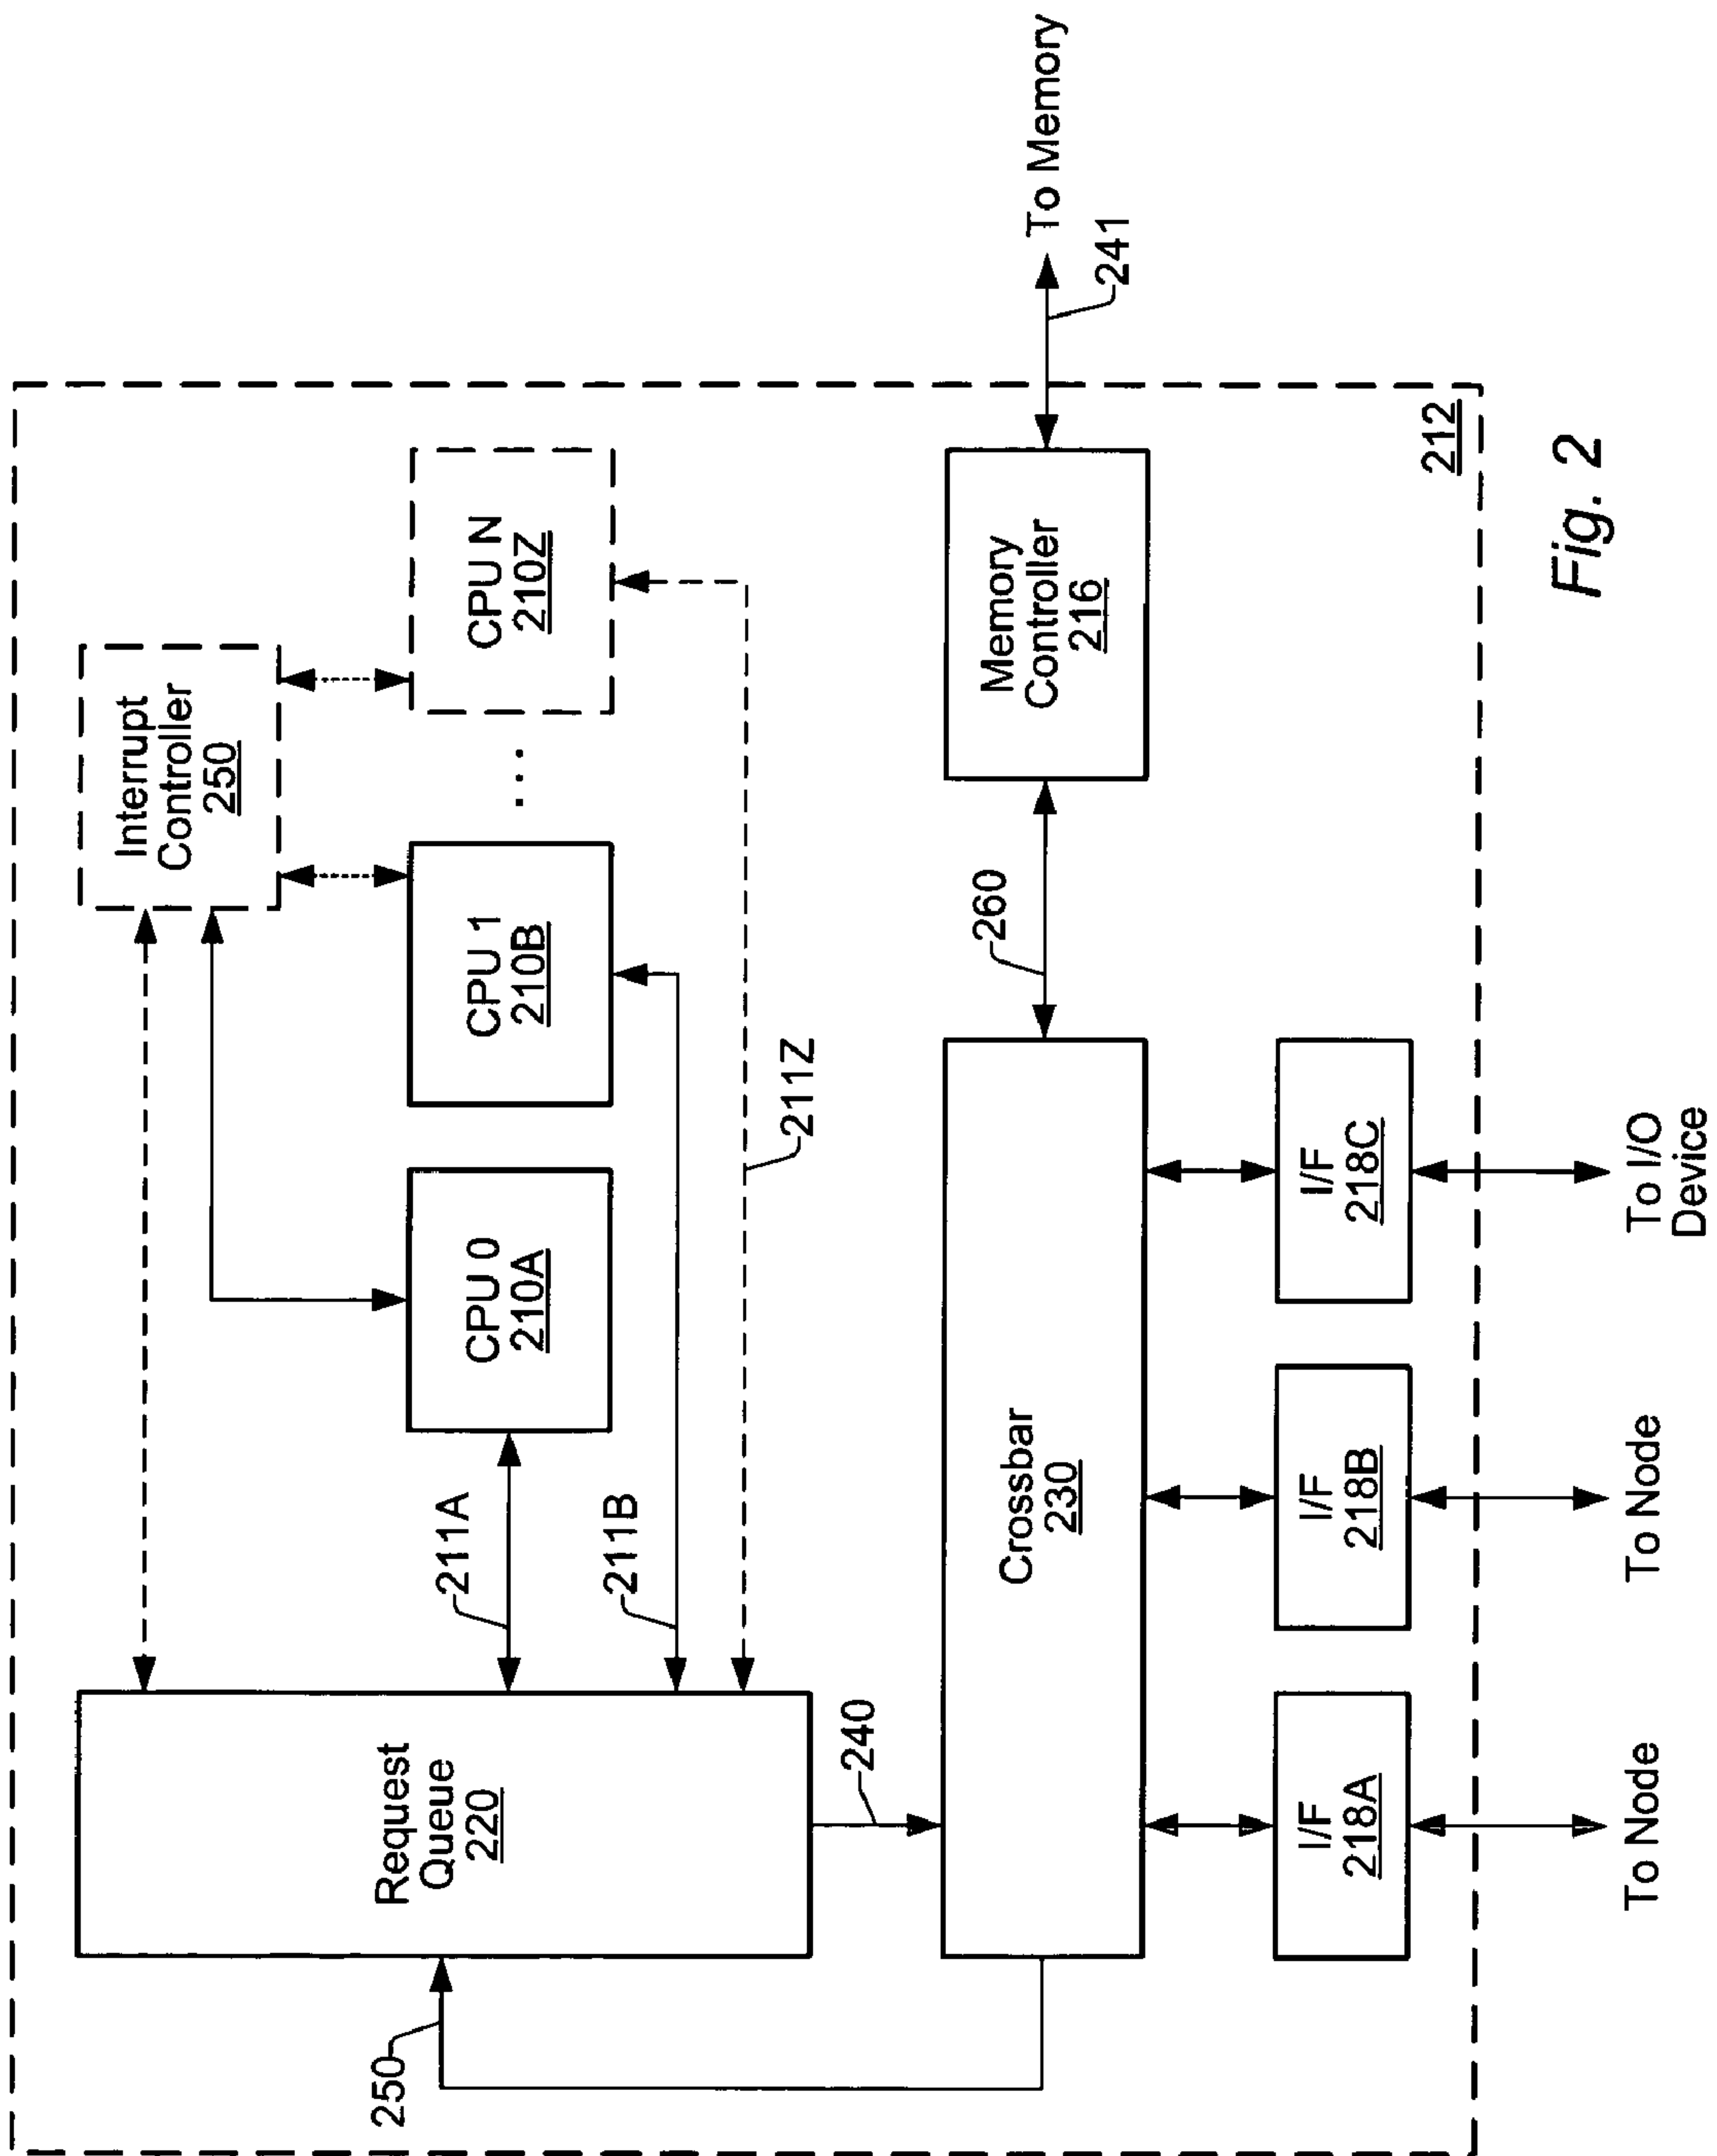 Interrupt
Controller
250
Request
Queue
220
211A
CPU 0
210A
CPU 1
210B
...
CPU N
210Z
211B
211Z
250
240
Crossbar
230
260
Memory
Controller
216
To Memory
241
I/F
218A
I/F
218B
I/F
218C
212
To Node
To Node
To I/O
Device
Fig. 2